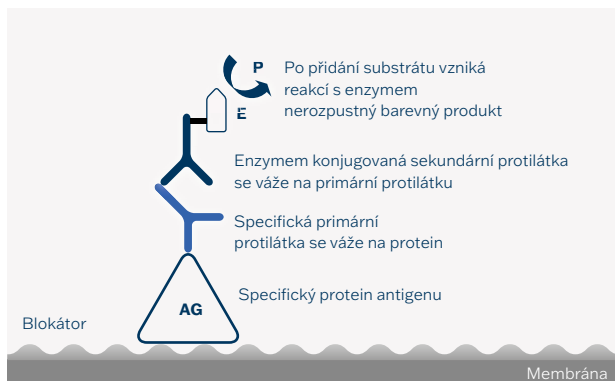 P
Po přidání substrátu vzniká
reakcí s enzymem
nerozpustný barevný produkt
E
Enzymem konjugovaná sekundární protilátka
se váže na primární protilátku
Specifická primární
protilátka se váže na protein
AG
Specifický protein antigenu
Blokátor
Membrána